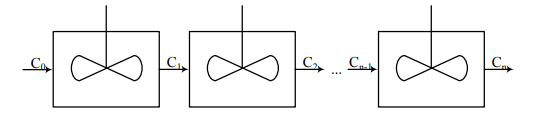 C₀ C₁ C₂ ... Cₙ₋₁ Cₙ